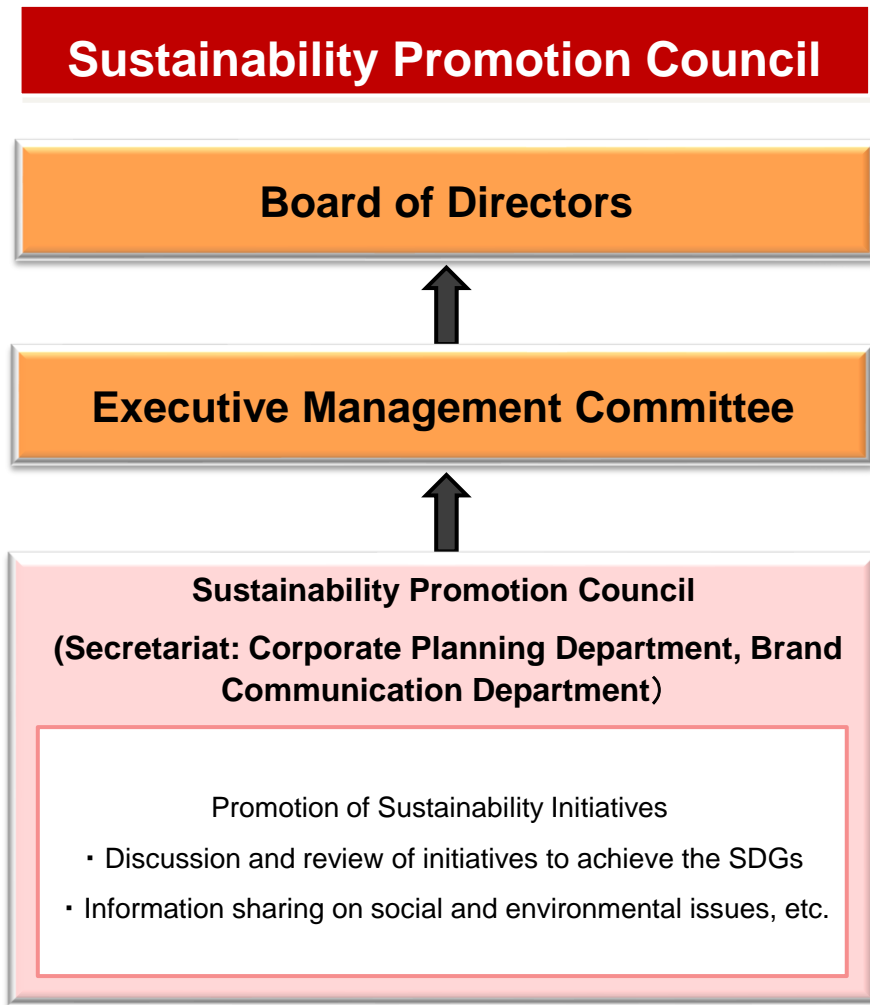 Sustainability Promotion Council
Board of Directors
Executive Management Committee
Sustainability Promotion Council
(Secretariat: Corporate Planning Department, Brand
Communication Department）
Promotion of Sustainability Initiatives
・Discussion and review of initiatives to achieve the SDGs
・Information sharing on social and environmental issues, etc.